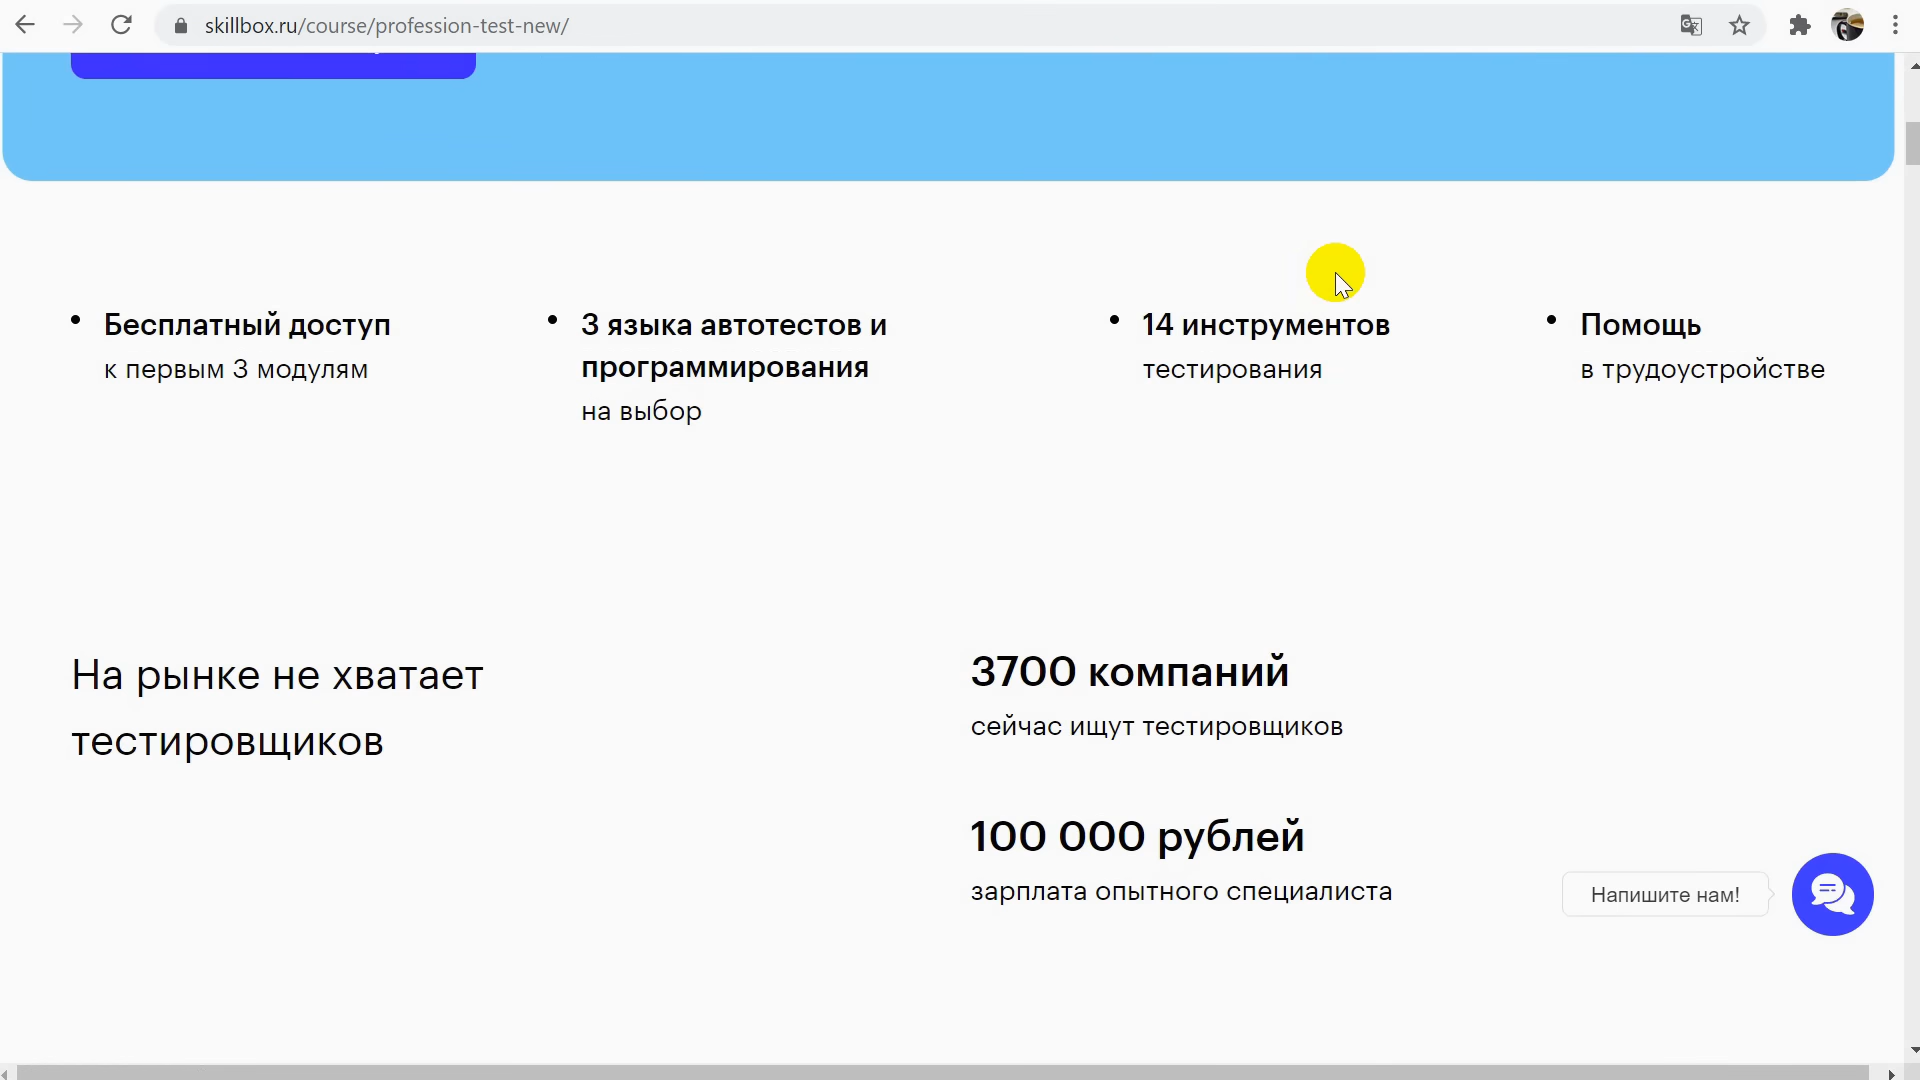 skillbox.ru/course/profession-test-new/
Бесплатный доступ
к первым 3 модулям
3 языка автотестов и
программирования
на выбор
14 инструментов
тестирования
Помощь
в трудоустройстве
На рынке не хватает
тестировщиков
3700 компаний
сейчас ищут тестировщиков
100 000 рублей
зарплата опытного специалиста
Напишите нам!